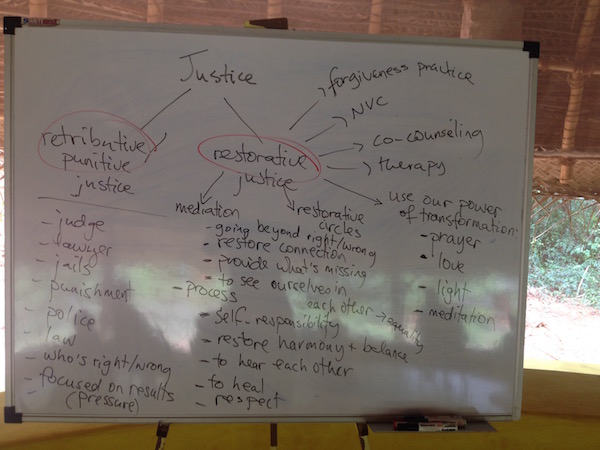 Justice
retributive
punitive
justice
- judge
- lawyer
- jails
- punishment
- police
- law
- who's right/wrong
- focused on results
(pressure)
restorative
justice
forgiveness practice
NVC
co-counseling
therapy
mediation
restorative
circles
- going beyond right/wrong
- restore connection
- provide what's missing
- to see ourselves in
each other → equality
- process
- self-responsibility
- restore harmony + balance
- to hear each other
- to heal
- respect
use our power
of transformation:
- prayer
- love
- light
- meditation